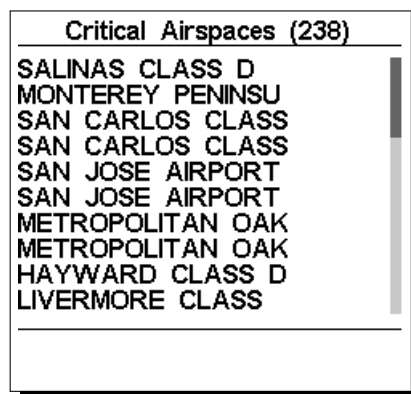 Critical Airspaces (238)
SALINAS CLASS D
MONTEREY PENINSU
SAN CARLOS CLASS
SAN CARLOS CLASS
SAN JOSE AIRPORT
SAN JOSE AIRPORT
METROPOLITAN OAK
METROPOLITAN OAK
HAYWARD CLASS D
LIVERMORE CLASS